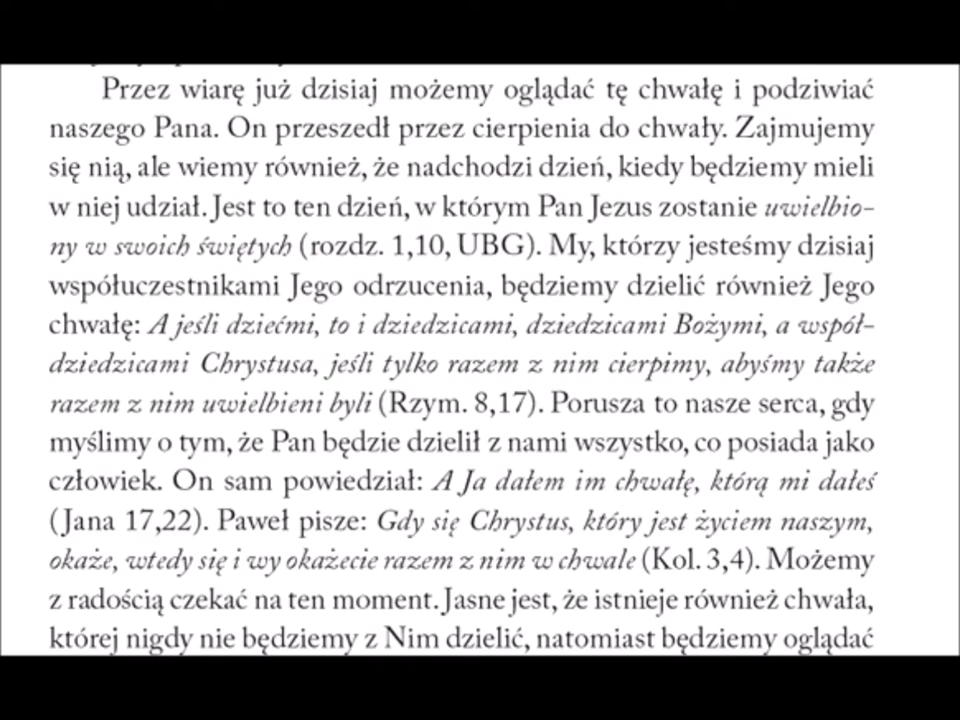 Przez wiarę już dzisiaj możemy oglądać tę chwałę i podziwiać
naszego Pana. On przeszedł przez cierpienia do chwały. Zajmujemy
się nią, ale wiemy również, że nadchodzi dzień, kiedy będziemy mieli
w niej udział. Jest to ten dzień, w którym Pan Jezus zostanie uwielbio-
ny w swoich świętych (rozdz. 1,10, UBG). My, którzy jesteśmy dzisiaj
współuczestnikami Jego odrzucenia, będziemy dzielić również Jego
chwałę: A jeśli dziećmi, to i dziedzicami, dziedzicami Bożymi, a współ-
dziedzicami Chrystusa, jeśli tylko razem z nim cierpimy, abyśmy także
razem z nim uwielbieni byli (Rzym. 8,17). Porusza to nasze serca, gdy
myślimy o tym, że Pan będzie dzielił z nami wszystko, co posiada jako
człowiek. On sam powiedział: A Ja dałem im chwałę, którą mi dałeś
(Jana 17,22). Paweł pisze: Gdy się Chrystus, który jest życiem naszym,
okaże, wtedy się i wy okażecie razem z nim w chwale (Kol. 3,4). Możemy
z radością czekać na ten moment. Jasne jest, że istnieje również chwała,
której nigdy nie będziemy z Nim dzielić, natomiast będziemy oglądać